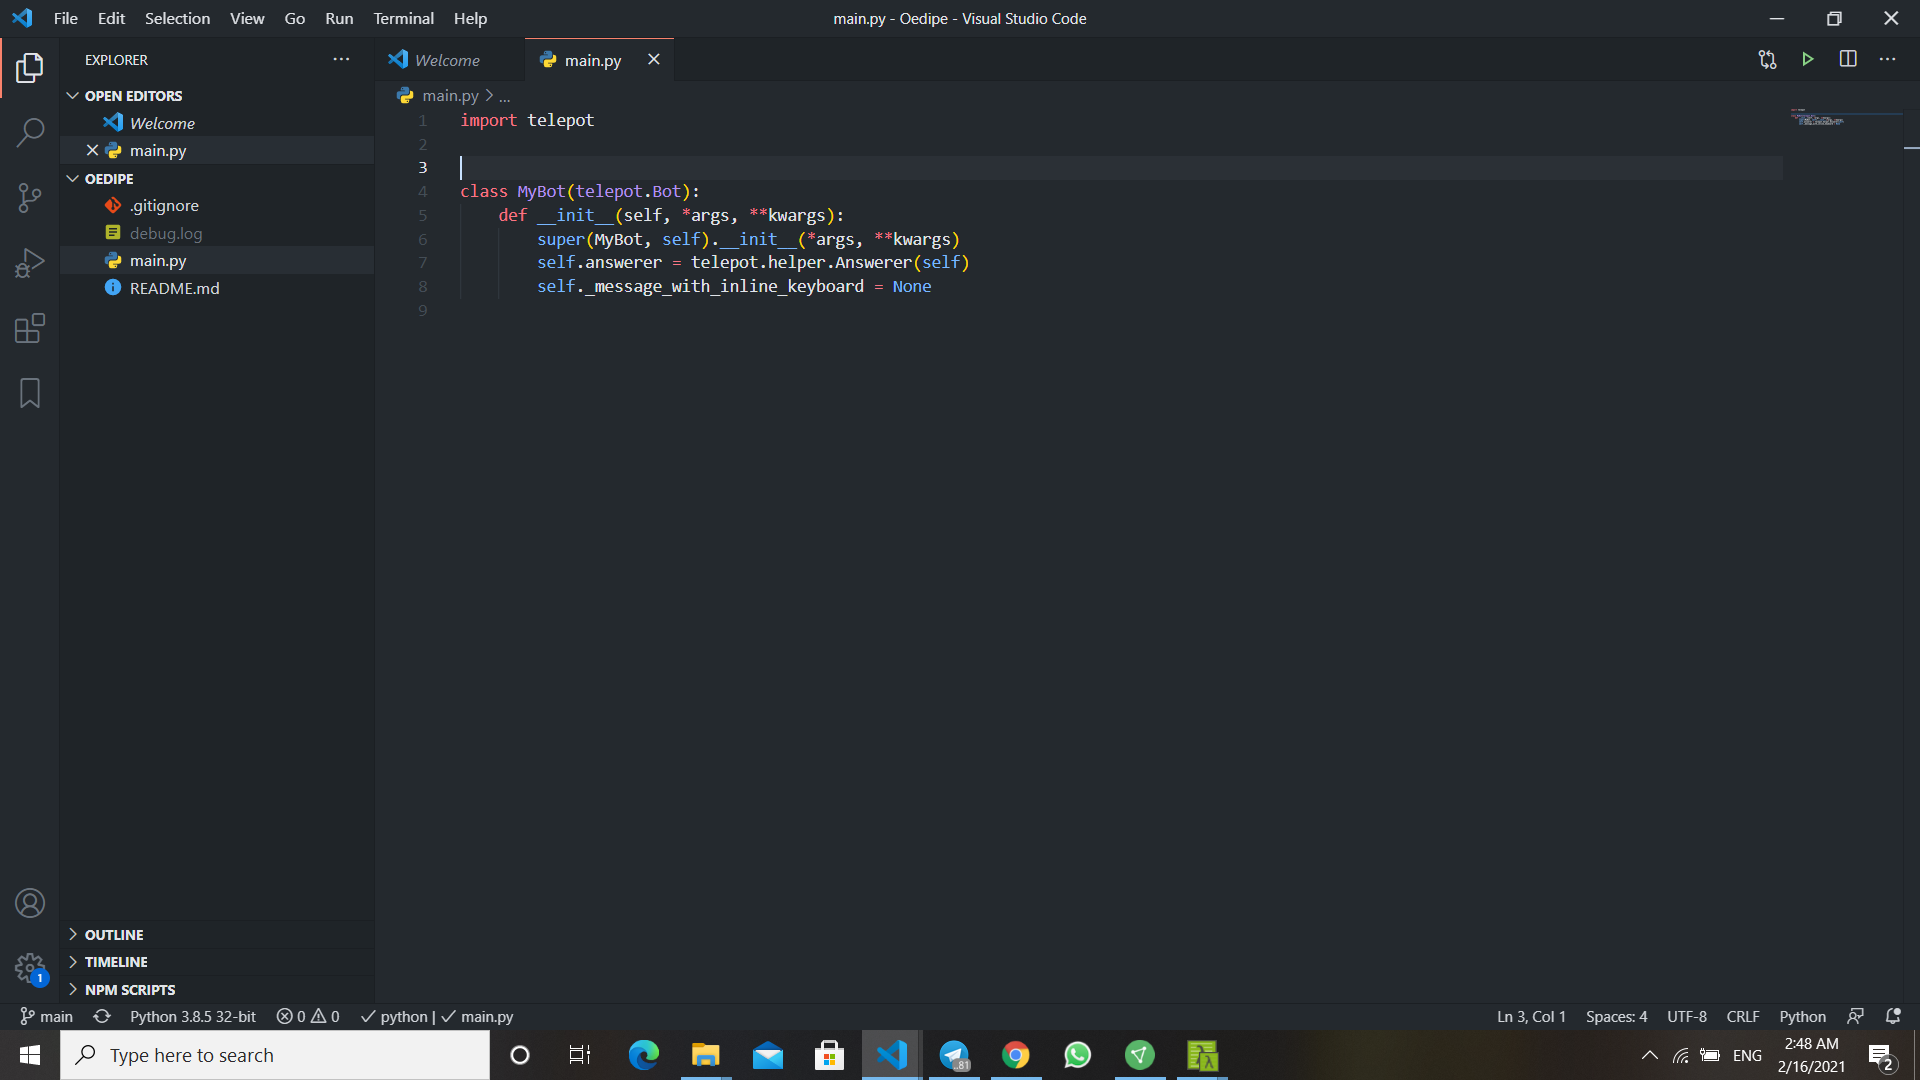 File Edit Selection View Go Run Terminal Help
main.py - Oedipe - Visual Studio Code
EXPLORER
OPEN EDITORS
Welcome
main.py
OEDIPE
.gitignore
debug.log
main.py
README.md
OUTLINE
TIMELINE
NPM SCRIPTS
1
Welcome
main.py
main.py > ...
1 import telepot
2
3
4 class MyBot(telepot.Bot):
5 def __init__(self, *args, **kwargs):
6 super(MyBot, self).__init__(*args, **kwargs)
7 self.answerer = telepot.helper.Answerer(self)
8 self._message_with_inline_keyboard = None
9
main Python 3.8.5 32-bit 0 0 python | main.py
Ln 3, Col 1 Spaces: 4 UTF-8 CRLF Python
Type here to search
..81
ENG
2:48 AM
2/16/2021
2